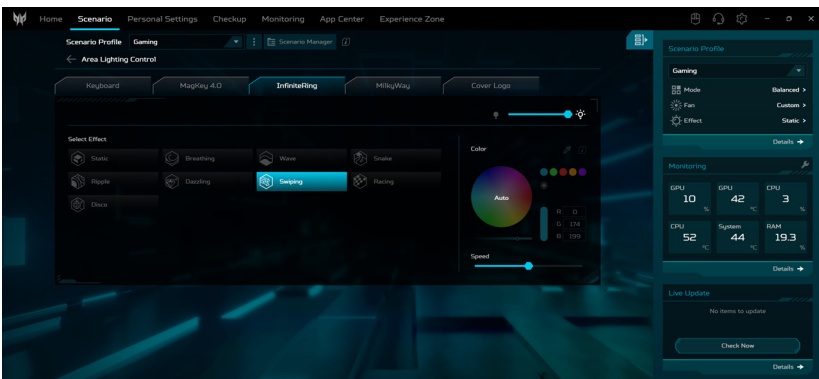 Home Scenario Personal Settings Checkup Monitoring App Center Experience Zone
Scenario Profile Gaming Scenario Manager
Area Lighting Control
Keyboard MagKey 4.0 InfiniteRing MilkyWay Cover Logo
Select Effect
Static Breathing Wave Snake
Ripple Dazzling Swiping Racing
Disco
Color
Auto
R 0
G 174
B 199
Speed
Scenario Profile
Gaming
Mode Balanced >
Fan Custom >
Effect Static >
Details →
Monitoring
GPU 10 %
GPU 42 °C
CPU 3 %
CPU 52 °C
System 44 °C
RAM 19.3 %
Details →
Live Update
No items to update
Check Now
Details →